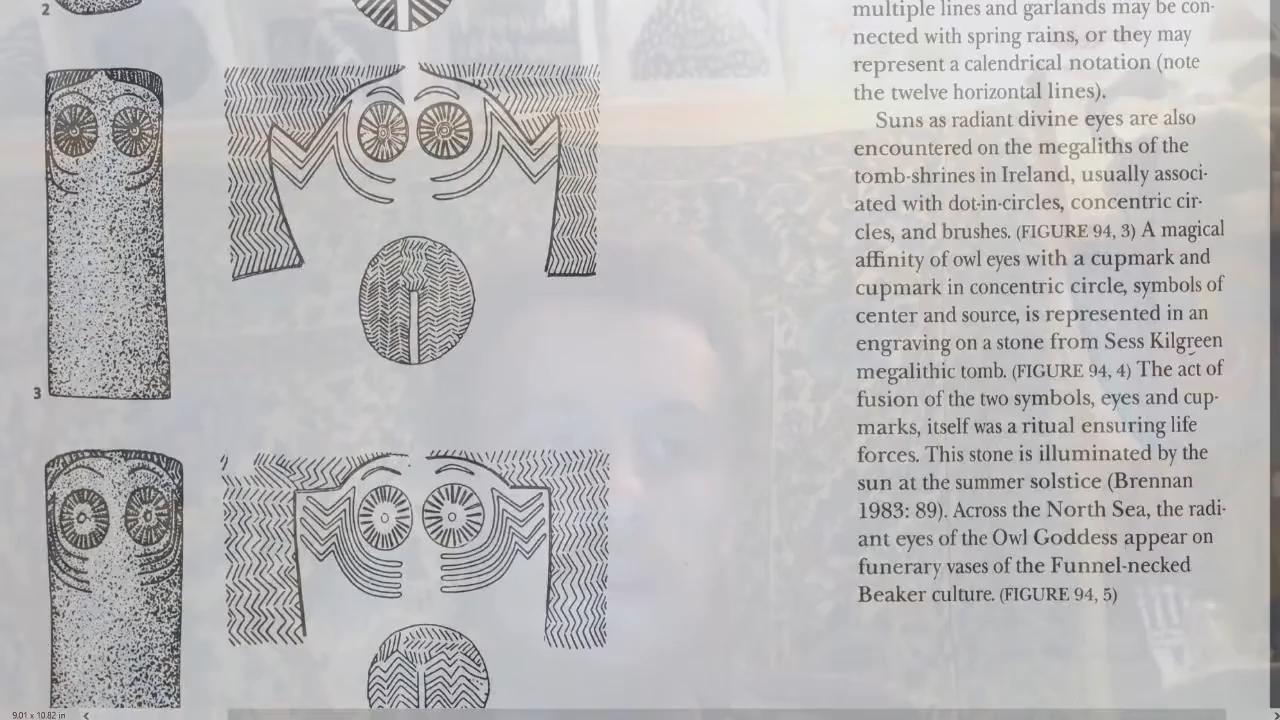 2
3
multiple lines and garlands may be con-
nected with spring rains, or they may
represent a calendrical notation (note
the twelve horizontal lines).
Suns as radiant divine eyes are also
encountered on the megaliths of the
tomb-shrines in Ireland, usually associ-
ated with dot-in-circles, concentric cir-
cles, and brushes. (FIGURE 94, 3) A magical
affinity of owl eyes with a cupmark and
cupmark in concentric circle, symbols of
center and source, is represented in an
engraving on a stone from Sess Kilgreen
megalithic tomb. (FIGURE 94, 4) The act of
fusion of the two symbols, eyes and cup-
marks, itself was a ritual ensuring life
forces. This stone is illuminated by the
sun at the summer solstice (Brennan
1983: 89). Across the North Sea, the radi-
ant eyes of the Owl Goddess appear on
funerary vases of the Funnel-necked
Beaker culture. (FIGURE 94, 5)
9.01 x 10.82 in